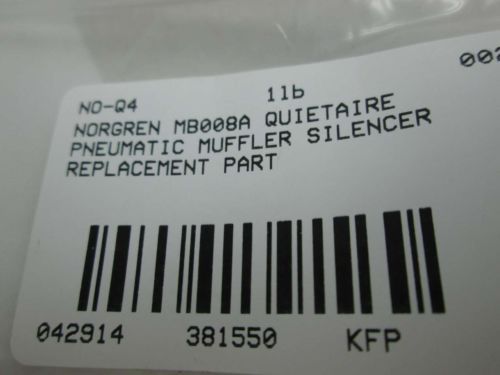 002
NO-Q4 1lb
NORGREN MB008A QUIETAIRE
PNEUMATIC MUFFLER SILENCER
REPLACEMENT PART
042914 381550 KFP